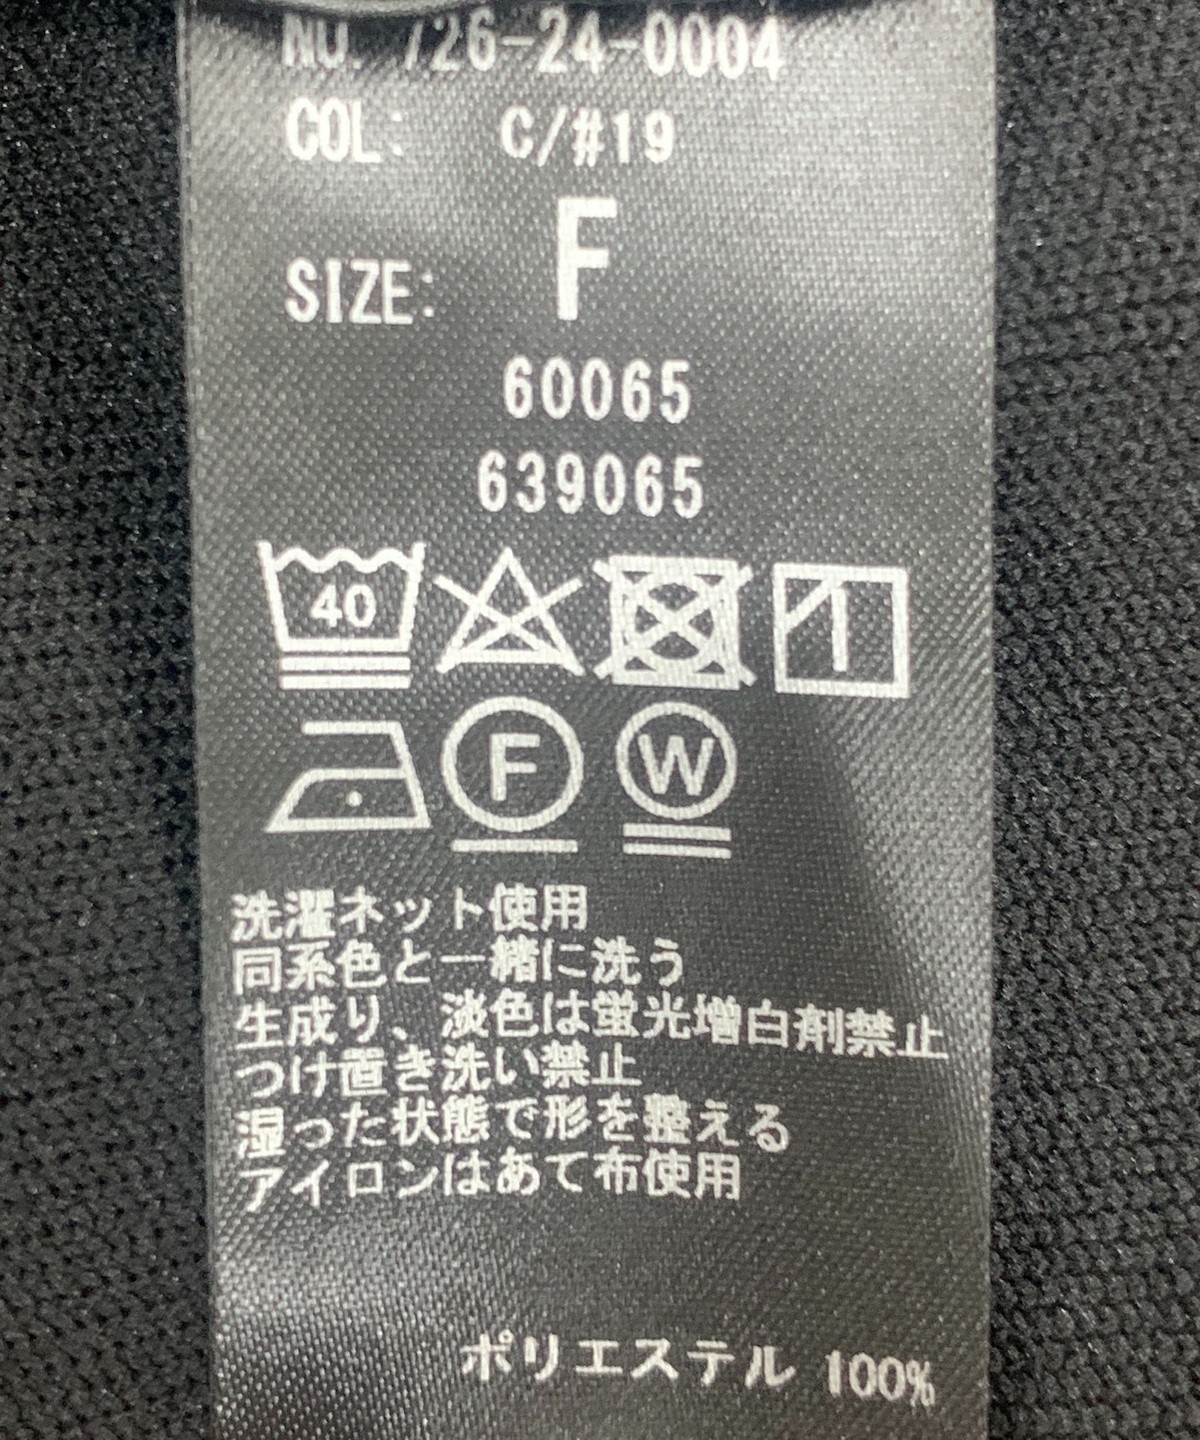 NO. 726-24-0004
COL: C/#19
SIZE: F
60065
639065
40
F W
洗濯ネット使用
同系色と一緒に洗う
生成り、淡色は蛍光増白剤禁止
つけ置き洗い禁止
湿った状態で形を整える
アイロンはあて布使用
ポリエステル 100%